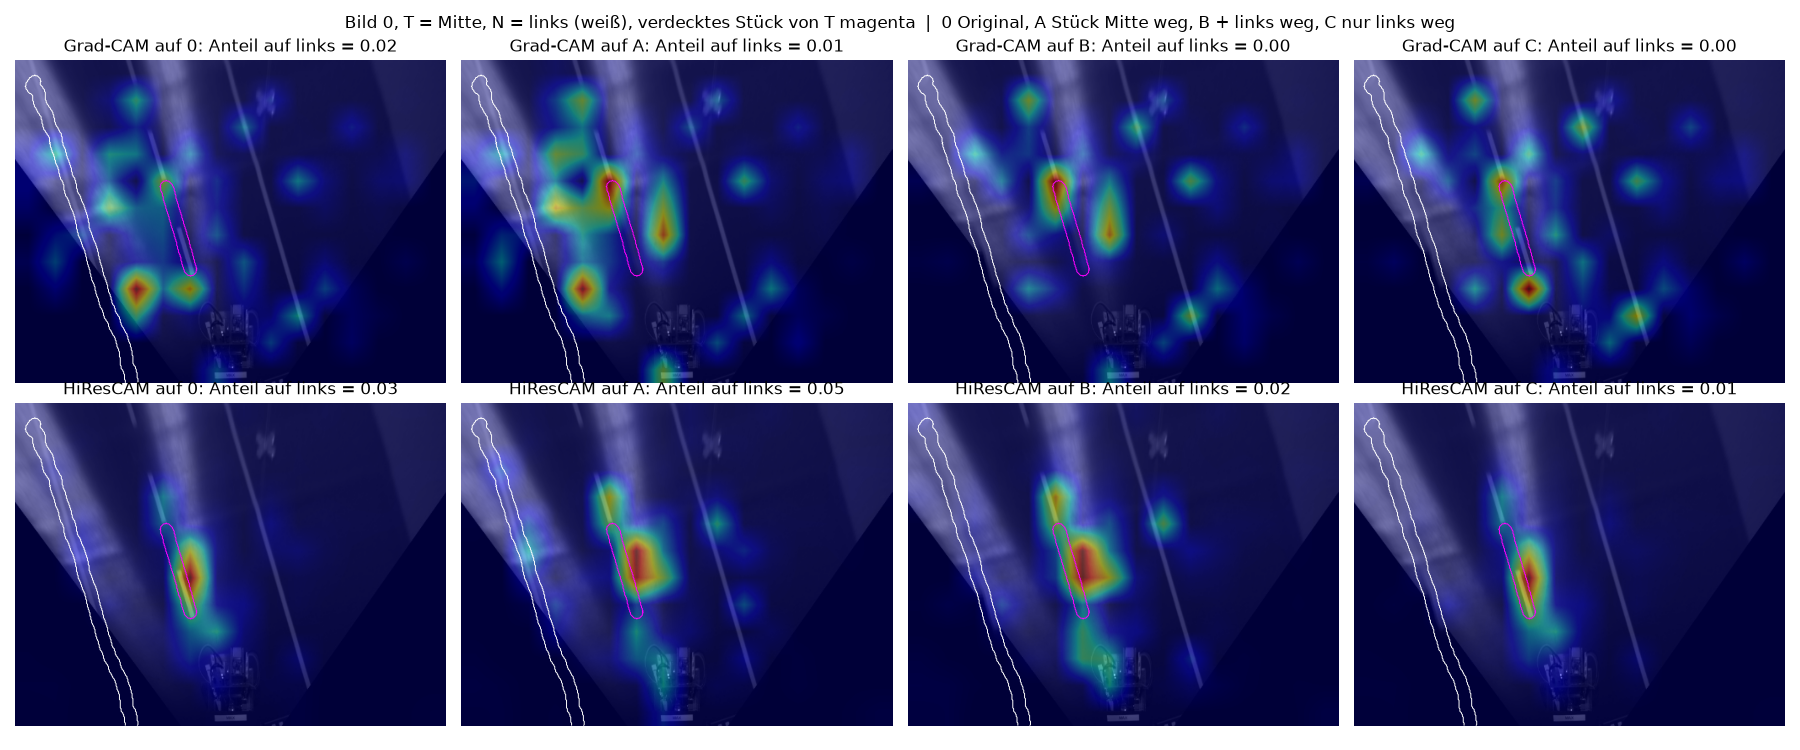 Bild 0, T = Mitte, N = links (weiß), verdecktes Stück von T magenta | 0 Original, A Stück Mitte weg, B + links weg, C nur links weg
Grad-CAM auf 0: Anteil auf links = 0.02
Grad-CAM auf A: Anteil auf links = 0.01
Grad-CAM auf B: Anteil auf links = 0.00
Grad-CAM auf C: Anteil auf links = 0.00
HiResCAM auf 0: Anteil auf links = 0.03
HiResCAM auf A: Anteil auf links = 0.05
HiResCAM auf B: Anteil auf links = 0.02
HiResCAM auf C: Anteil auf links = 0.01